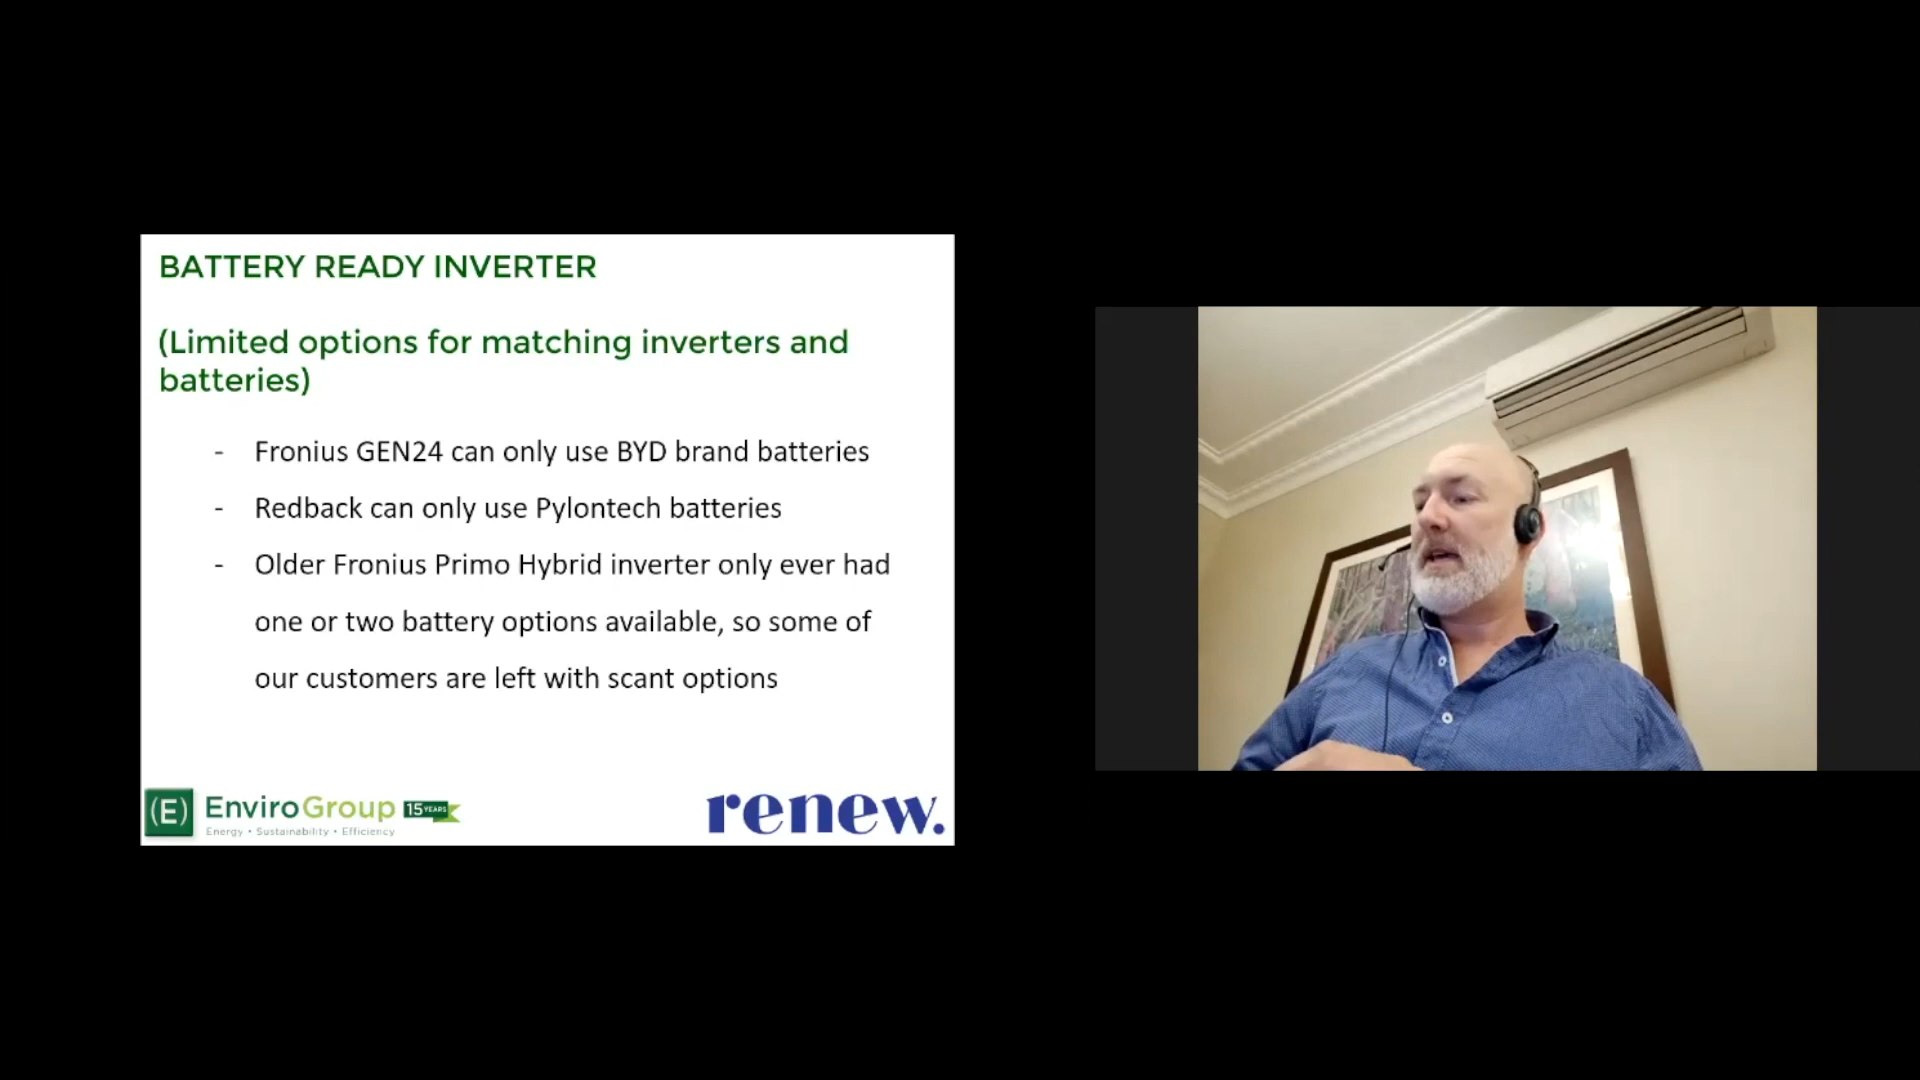 BATTERY READY INVERTER
(Limited options for matching inverters and
batteries)
- Fronius GEN24 can only use BYD brand batteries
- Redback can only use Pylontech batteries
- Older Fronius Primo Hybrid inverter only ever had
one or two battery options available, so some of
our customers are left with scant options
(E) EnviroGroup 15 YEARS
Energy • Sustainability • Efficiency
renew.